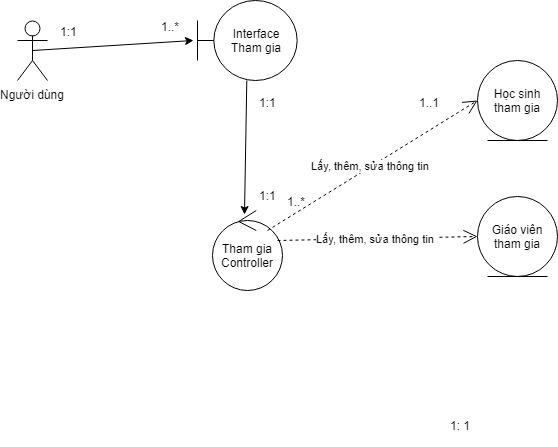 1:1
1..*
Interface
Tham gia
Người dùng
1:1
1..1
Học sinh
tham gia
Lấy, thêm, sửa thông tin
1:1
1..*
Tham gia
Controller
Lấy, thêm, sửa thông tin
Giáo viên
tham gia
1: 1